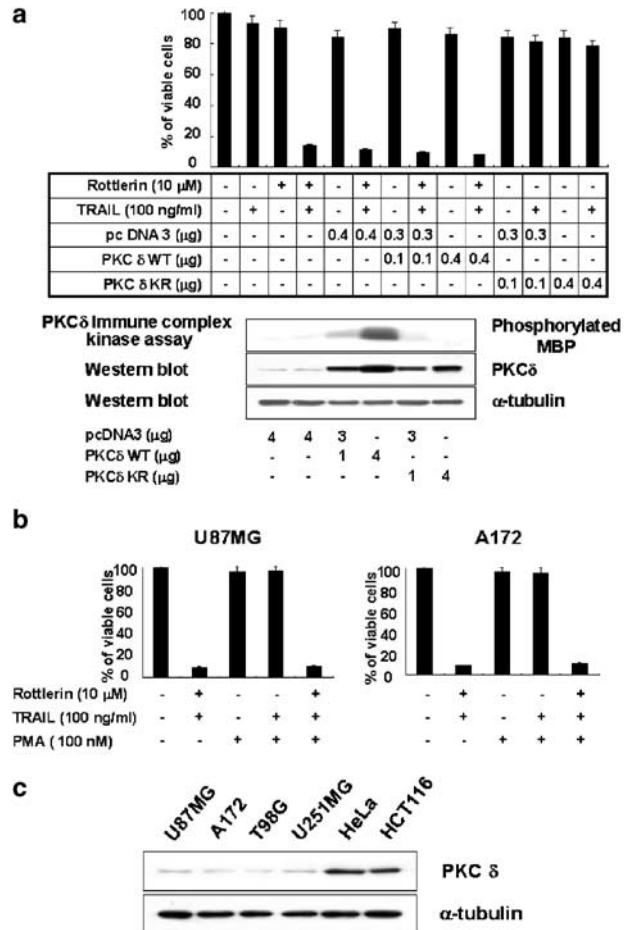 a
% of viable cells
100
80
60
40
20
0
Rottlerin (10 µM) - - + + - + - + - + - - - -
TRAIL (100 ng/ml) - + - + - + - + - + - + - +
pc DNA 3 (µg) - - - - 0.4 0.4 0.3 0.3 - - 0.3 0.3 - -
PKC δ WT (µg) - - - - - - 0.1 0.1 0.4 0.4 - - - -
PKC δ KR (µg) - - - - - - - - - - 0.1 0.1 0.4 0.4
PKCδ Immune complex kinase assay Phosphorylated MBP
Western blot PKCδ
Western blot α-tubulin
pcDNA3 (µg) 4 4 3 - 3 -
PKCδ WT (µg) - - 1 4 - -
PKCδ KR (µg) - - - - 1 4
b
U87MG
A172
% of viable cells
100
80
60
40
20
0
% of viable cells
100
80
60
40
20
0
Rottlerin (10 µM) - + - - + - + - - +
TRAIL (100 ng/ml) - + - + + - + - + +
PMA (100 nM) - - + + + - - + + +
c
U87MG A172 T98G U251MG HeLa HCT116
PKC δ
α-tubulin